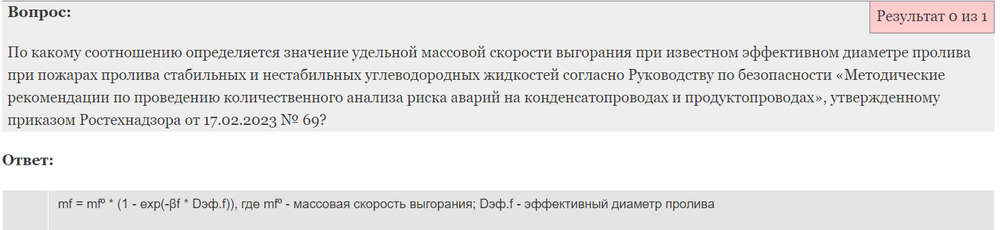 Вопрос:
Результат 0 из 1
По какому соотношению определяется значение удельной массовой скорости выгорания при известном эффективном диаметре пролива
при пожарах пролива стабильных и нестабильных углеводородных жидкостей согласно Руководству по безопасности «Методические
рекомендации по проведению количественного анализа риска аварий на конденсатопроводах и продуктопроводах», утвержденному
приказом Ростехнадзора от 17.02.2023 № 69?
Ответ:
mf = mfº * (1 - exp(-βf * Dэф.f)), где mfº - массовая скорость выгорания; Dэф.f - эффективный диаметр пролива